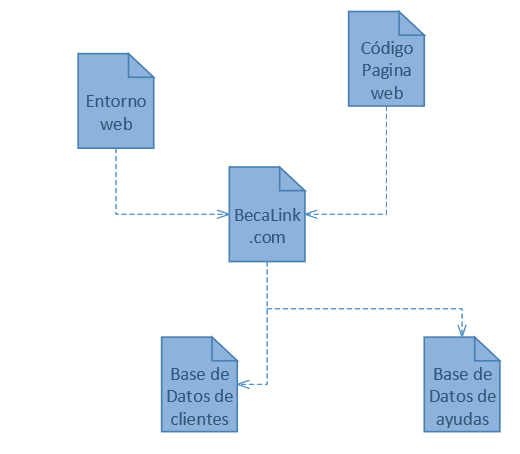 Código
Pagina
web
Entorno
web
BecaLink
.com
Base de
Datos de
clientes
Base de
Datos de
ayudas